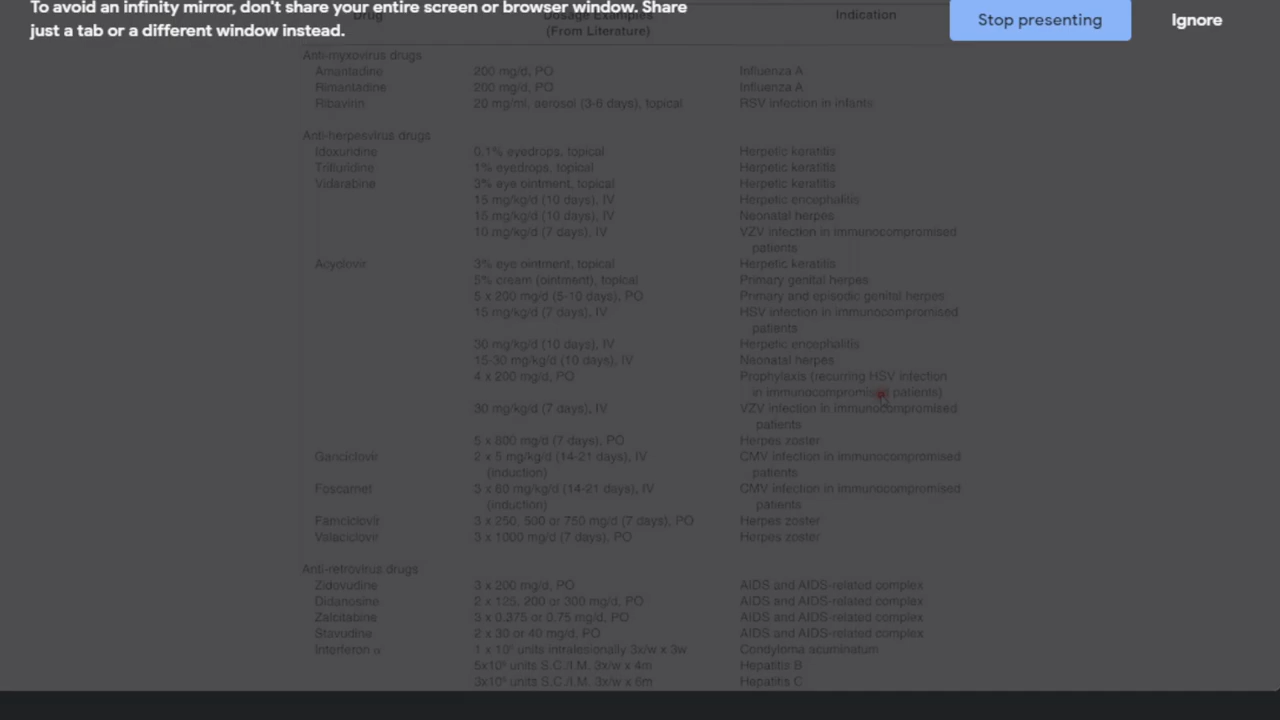 To avoid an infinity mirror, don't share your entire screen or browser window. Share
just a tab or a different window instead.
Stop presenting
Ignore
Drug Dosage Examples Indication
(From Literature)
Anti-myxovirus drugs
Amantadine 200 mg/d, PO Influenza A
Rimantadine 200 mg/d, PO Influenza A
Ribavirin 20 mg/ml, aerosol (3-6 days), topical RSV infection in infants
Anti-herpesvirus drugs
Idoxuridine 0.1% eyedrops, topical Herpetic keratitis
Trifluridine 1% eyedrops, topical Herpetic keratitis
Vidarabine 3% eye ointment, topical Herpetic keratitis
15 mg/kg/d (10 days), IV Herpetic encephalitis
15 mg/kg/d (10 days), IV Neonatal herpes
10 mg/kg/d (7 days), IV VZV infection in immunocompromised
patients
Acyclovir 3% eye ointment, topical Herpetic keratitis
5% cream (ointment), topical Primary genital herpes
5 x 200 mg/d (5-10 days), PO Primary and episodic genital herpes
15 mg/kg/d (7 days), IV HSV infection in immunocompromised
patients
30 mg/kg/d (10 days), IV Herpetic encephalitis
15-30 mg/kg/d (10 days), IV Neonatal herpes
4 x 200 mg/d, PO Prophylaxis (recurring HSV infection
in immunocompromised patients)
30 mg/kg/d (7 days), IV VZV infection in immunocompromised
patients
5 x 800 mg/d (7 days), PO Herpes zoster
Ganciclovir 2 x 5 mg/kg/d (14-21 days), IV CMV infection in immunocompromised
(induction) patients
Foscarnet 3 x 60 mg/kg/d (14-21 days), IV CMV infection in immunocompromised
(induction) patients
Famciclovir 3 x 250, 500 or 750 mg/d (7 days), PO Herpes zoster
Valaciclovir 3 x 1000 mg/d (7 days), PO Herpes zoster
Anti-retrovirus drugs
Zidovudine 3 x 200 mg/d, PO AIDS and AIDS-related complex
Didanosine 2 x 125, 200 or 300 mg/d, PO AIDS and AIDS-related complex
Zalcitabine 3 x 0.375 or 0.75 mg/d, PO AIDS and AIDS-related complex
Stavudine 2 x 30 or 40 mg/d, PO AIDS and AIDS-related complex
Interferon α units intralesionally 3x/w x 3w Condyloma acuminatum
units S.C./I.M. 3x/w x 4m Hepatitis B
units S.C./I.M. 3x/w x 6m Hepatitis C